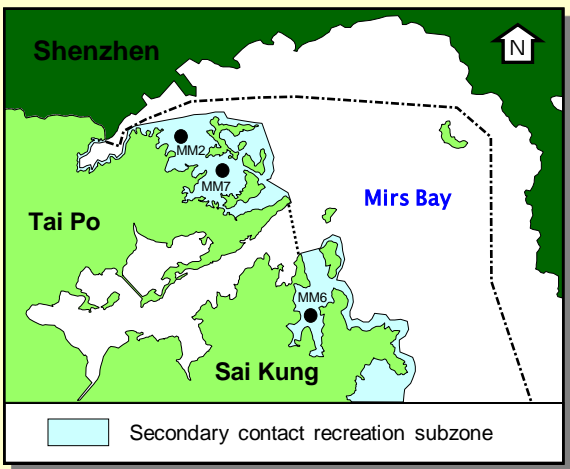 Shenzhen
N
MM2
MM7
Mirs Bay
Tai Po
MM6
Sai Kung
Secondary contact recreation subzone